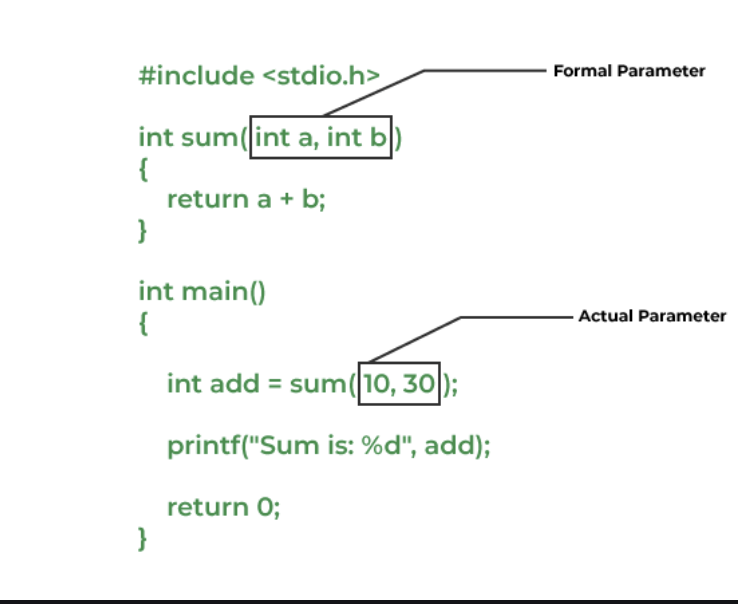 #include <stdio.h>
Formal Parameter
int sum(int a, int b)
{
return a + b;
}
int main()
{
Actual Parameter
int add = sum(10, 30);
printf("Sum is: %d", add);
return 0;
}